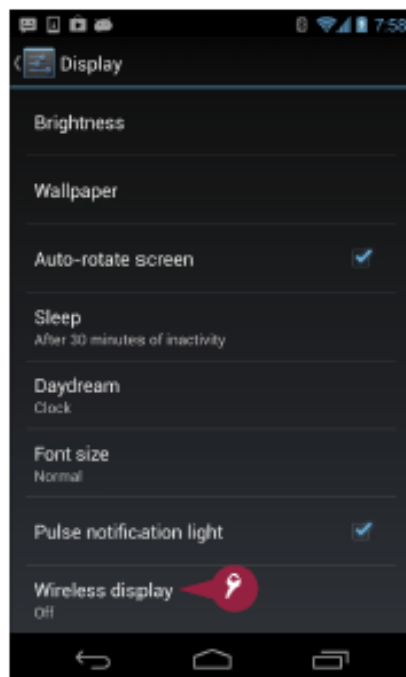 7:58
Display
Brightness
Wallpaper
Auto-rotate screen
Sleep
After 30 minutes of inactivity
Daydream
Clock
Font size
Normal
Pulse notification light
Wireless display
Off